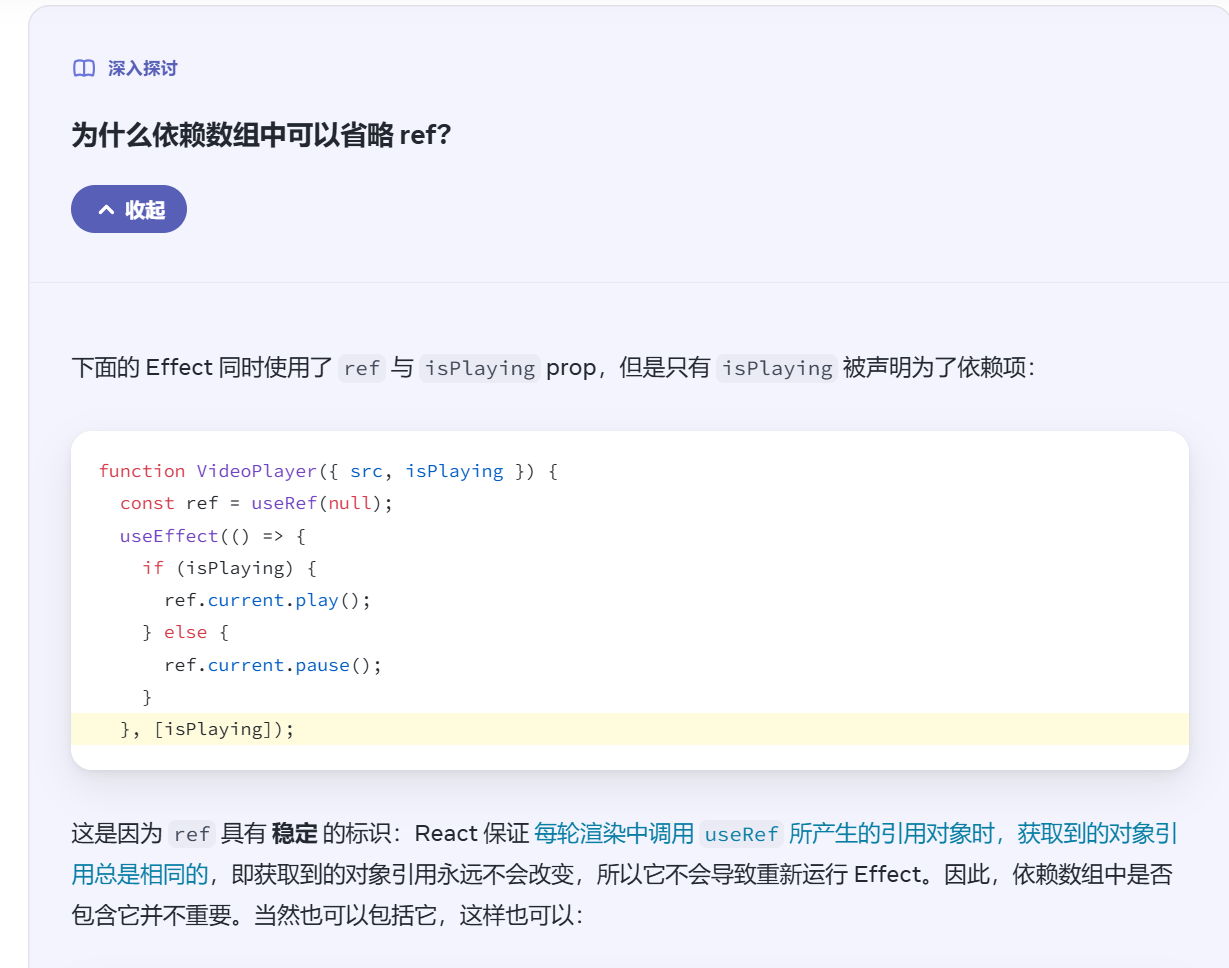 深入探讨
为什么依赖数组中可以省略 ref？
收起
下面的 Effect 同时使用了 ref 与 isPlaying prop，但是只有 isPlaying 被声明为了依赖项：
function VideoPlayer({ src, isPlaying }) {
  const ref = useRef(null);
  useEffect(() => {
    if (isPlaying) {
      ref.current.play();
    } else {
      ref.current.pause();
    }
  }, [isPlaying]);
这是因为 ref 具有 稳定 的标识：React 保证 每轮渲染中调用 useRef 所产生的引用对象时，获取到的对象引
用总是相同的，即获取到的对象引用永远不会改变，所以它不会导致重新运行 Effect。因此，依赖数组中是否
包含它并不重要。当然也可以包括它，这样也可以：